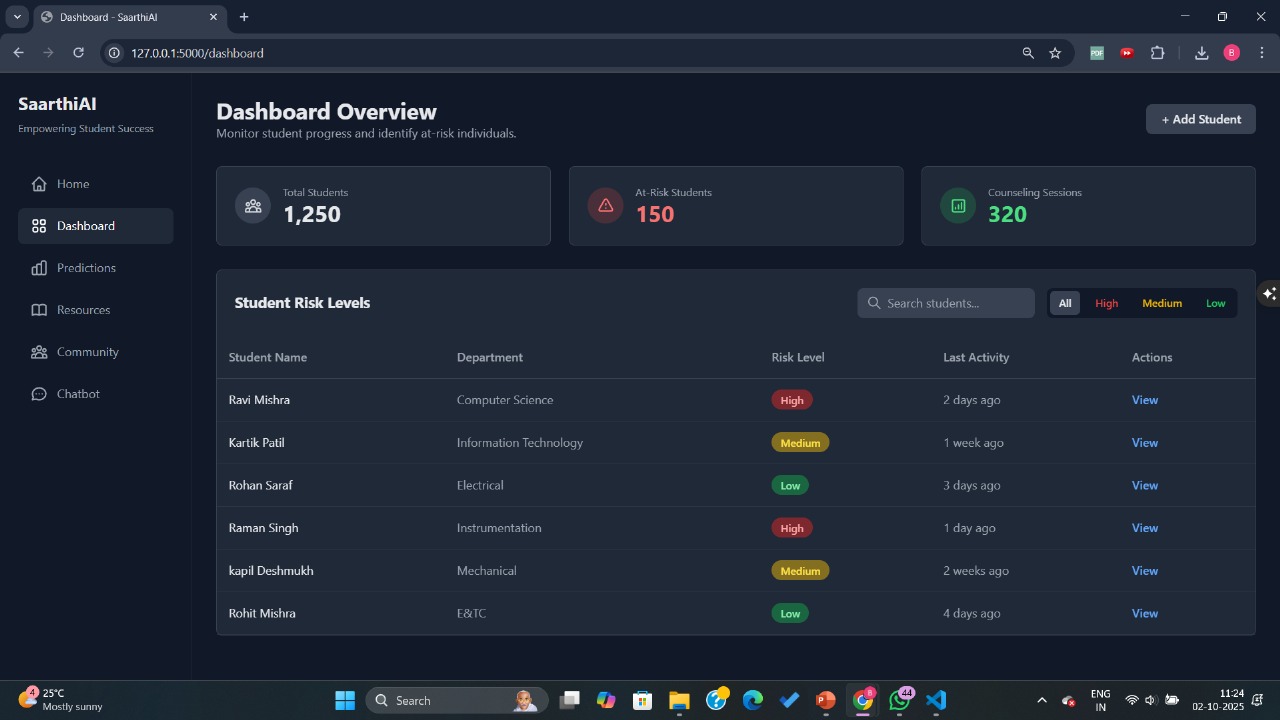 Dashboard - SaarthiAI
127.0.0.1:5000/dashboard
PDF
B
SaarthiAI
Empowering Student Success
Home
Dashboard
Predictions
Resources
Community
Chatbot
Dashboard Overview
Monitor student progress and identify at-risk individuals.
+ Add Student
Total Students
1,250
At-Risk Students
150
Counseling Sessions
320
Student Risk Levels
Search students...
All High Medium Low
Student Name Department Risk Level Last Activity Actions
Ravi Mishra Computer Science High 2 days ago View
Kartik Patil Information Technology Medium 1 week ago View
Rohan Saraf Electrical Low 3 days ago View
Raman Singh Instrumentation High 1 day ago View
kapil Deshmukh Mechanical Medium 2 weeks ago View
Rohit Mishra E&TC Low 4 days ago View
4
25°C
Mostly sunny
Search
B
44
ENG
IN
11:24
02-10-2025